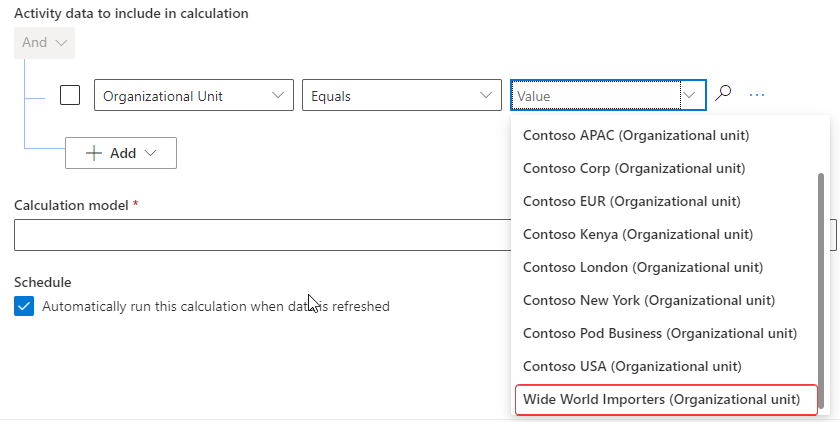 Activity data to include in calculation
And
Organizational Unit Equals Value
Contoso APAC (Organizational unit)
Add
Contoso Corp (Organizational unit)
Contoso EUR (Organizational unit)
Calculation model *
Contoso Kenya (Organizational unit)
Contoso London (Organizational unit)
Schedule
Automatically run this calculation when data is refreshed
Contoso New York (Organizational unit)
Contoso Pod Business (Organizational unit)
Contoso USA (Organizational unit)
Wide World Importers (Organizational unit)